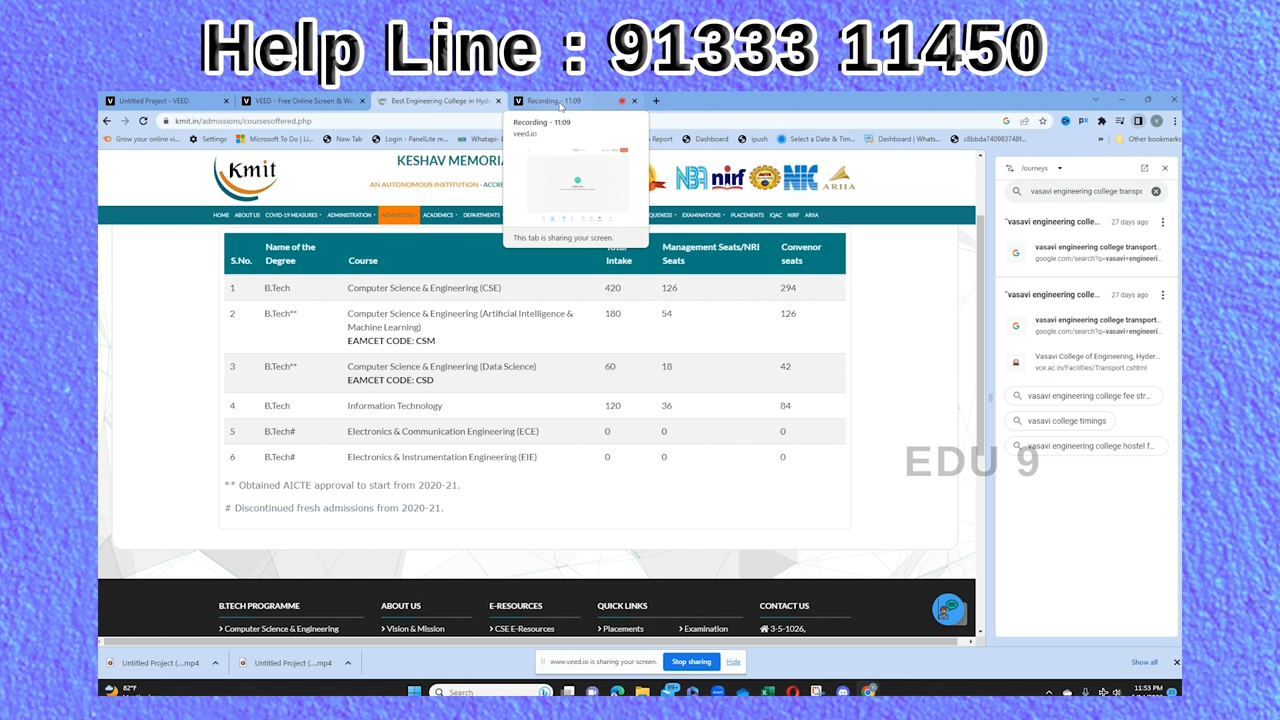 Help Line : 91333 11450
Untitled Project - VEED
VEED - Free Online Screen & We
Best Engineering College in Hyde
Recording - 11:09
kmit.in/admissions/coursesoffered.php
Grow your online vi...
Settings
Microsoft To Do | Li...
New Tab
Login - PanelLite m...
Whatsapi-
Report
Dashboard
ipush
Select a Date & Tim...
Dashboard | Whats...
c8bbda740983748f...
Other bookmarks
Recording - 11:09
veed.io
This tab is sharing your screen.
Kmit
KESHAV MEMORIA
AN AUTONOMOUS INSTITUTION - ACCRE
NBA
nirf
NIC
ARIIA
HOME
ABOUT US
COVID-19 MEASURES
ADMINISTRATION
ADMISSIONS
ACADEMICS
DEPARTMENTS
UNIQUENESS
EXAMINATIONS
PLACEMENTS
IQAC
NIRF
ARIIA
S.No.
Name of the Degree
Course
Total Intake
Management Seats/NRI Seats
Convenor seats
1 B.Tech Computer Science & Engineering (CSE) 420 126 294
2 B.Tech** Computer Science & Engineering (Artificial Intelligence & 180 54 126
Machine Learning)
EAMCET CODE: CSM
3 B.Tech** Computer Science & Engineering (Data Science) 60 18 42
EAMCET CODE: CSD
4 B.Tech Information Technology 120 36 84
5 B.Tech# Electronics & Communication Engineering (ECE) 0 0 0
6 B.Tech# Electronics & Instrumentation Engineering (EIE) 0 0 0
** Obtained AICTE approval to start from 2020-21.
# Discontinued fresh admissions from 2020-21.
B.TECH PROGRAMME
Computer Science & Engineering
ABOUT US
Vision & Mission
E-RESOURCES
CSE E-Resources
QUICK LINKS
Placements
Examination
CONTACT US
3-5-1026,
Journeys
vasavi engineering college transpc
"vasavi engineering colle... 27 days ago
vasavi engineering college transport...
google.com/search?q=vasavi+engineeri...
"vasavi engineering colle... 27 days ago
vasavi engineering college transport...
google.com/search?q=vasavi+engineeri...
Vasavi College of Engineering, Hyder...
vce.ac.in/Facilities/Transport.cshtml
vasavi engineering college fee str...
vasavi college timings
vasavi engineering college hostel f...
EDU 9
Untitled Project (....mp4
Untitled Project (....mp4
www.veed.io is sharing your screen.
Stop sharing
Hide
Show all
82°F
Search
99+
11:53 PM